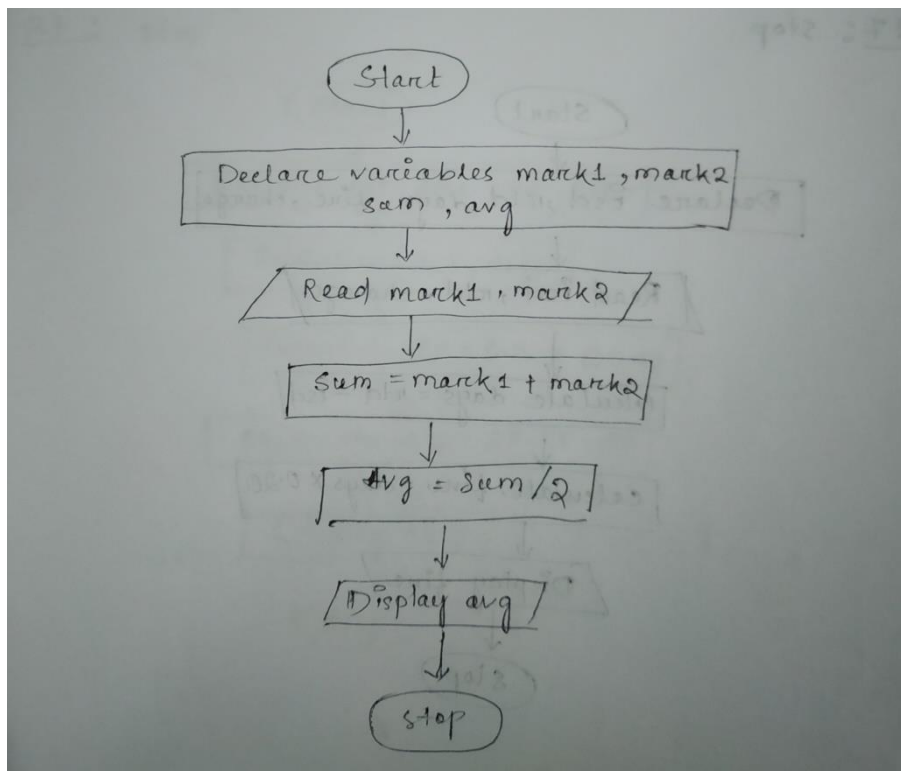 Start
Declare variables mark1, mark2
sum, avg
Read mark1, mark2
Sum = mark1 + mark2
Avg = Sum/2
Display avg
stop